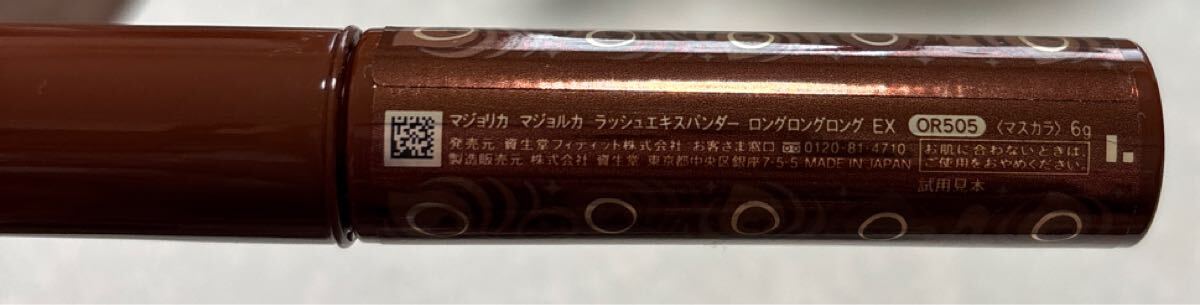 マジョリカ マジョルカ ラッシュエキスパンダー ロングロングロング EX OR505 〈マスカラ〉 6g
発売元 資生堂フィティット株式会社 お客さま窓口 0120-81-4710
製造販売元 株式会社 資生堂 東京都中央区銀座7-5-5 MADE IN JAPAN
お肌に合わないときは、
ご使用をおやめください。
試用見本